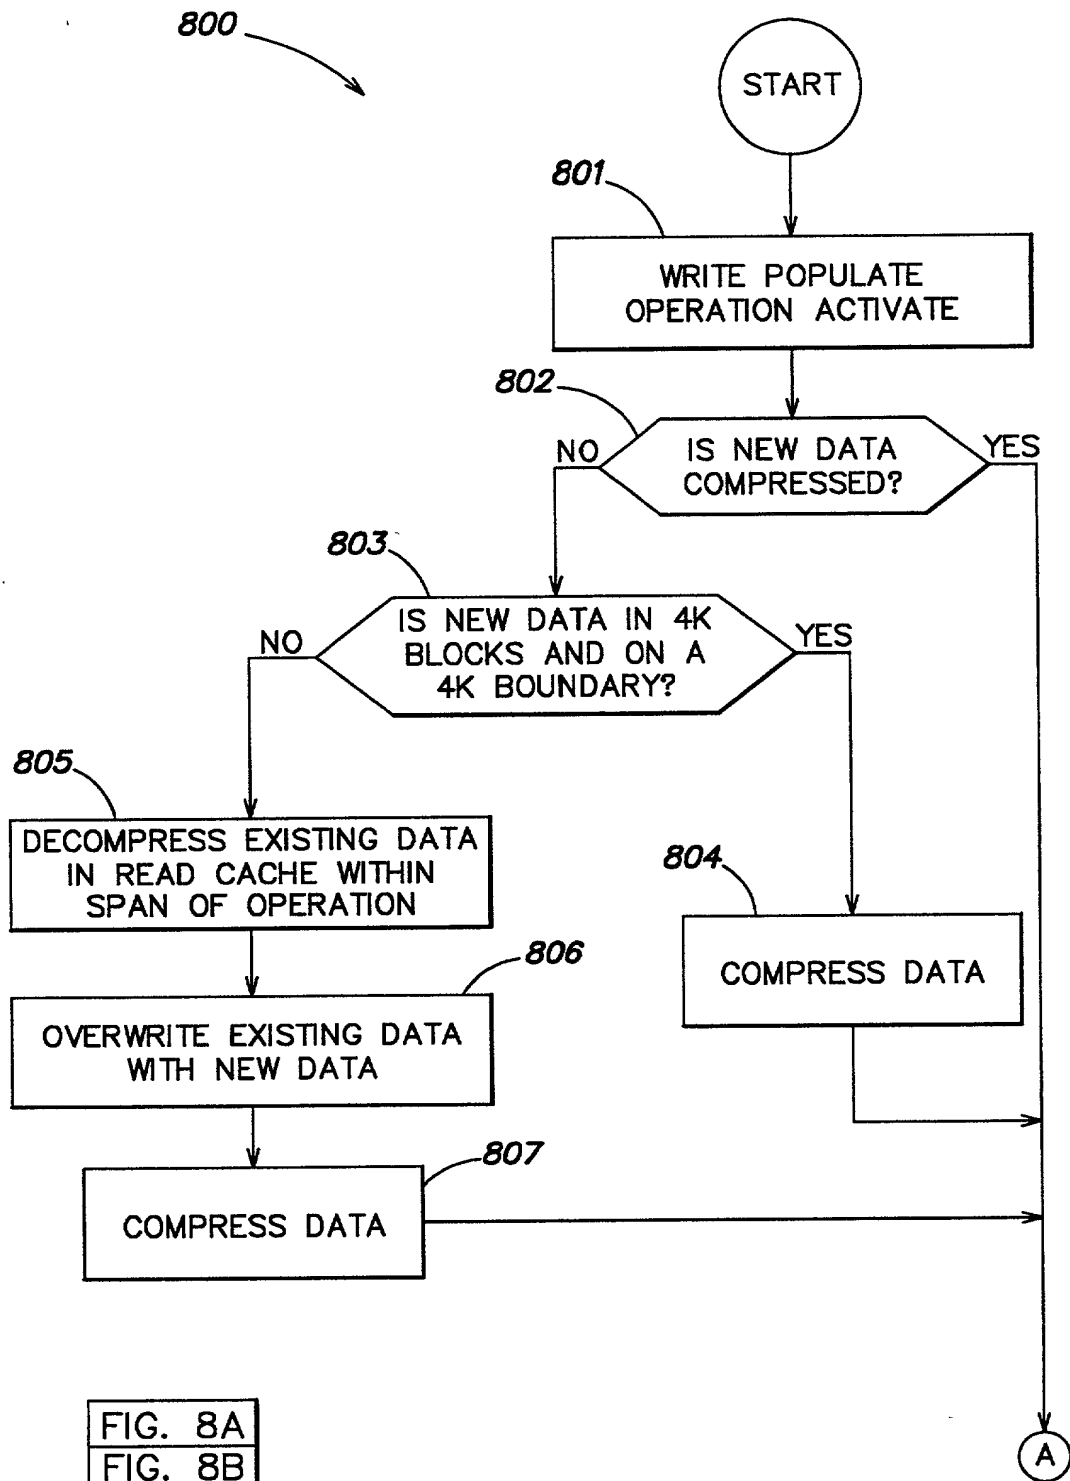 800
START
801
WRITE POPULATE
OPERATION ACTIVATE
802
NO
IS NEW DATA
COMPRESSED?
YES
803
NO
IS NEW DATA IN 4K
BLOCKS AND ON A
4K BOUNDARY?
YES
805
DECOMPRESS EXISTING DATA
IN READ CACHE WITHIN
SPAN OF OPERATION
804
COMPRESS DATA
806
OVERWRITE EXISTING DATA
WITH NEW DATA
807
COMPRESS DATA
FIG. 8A
FIG. 8B
A